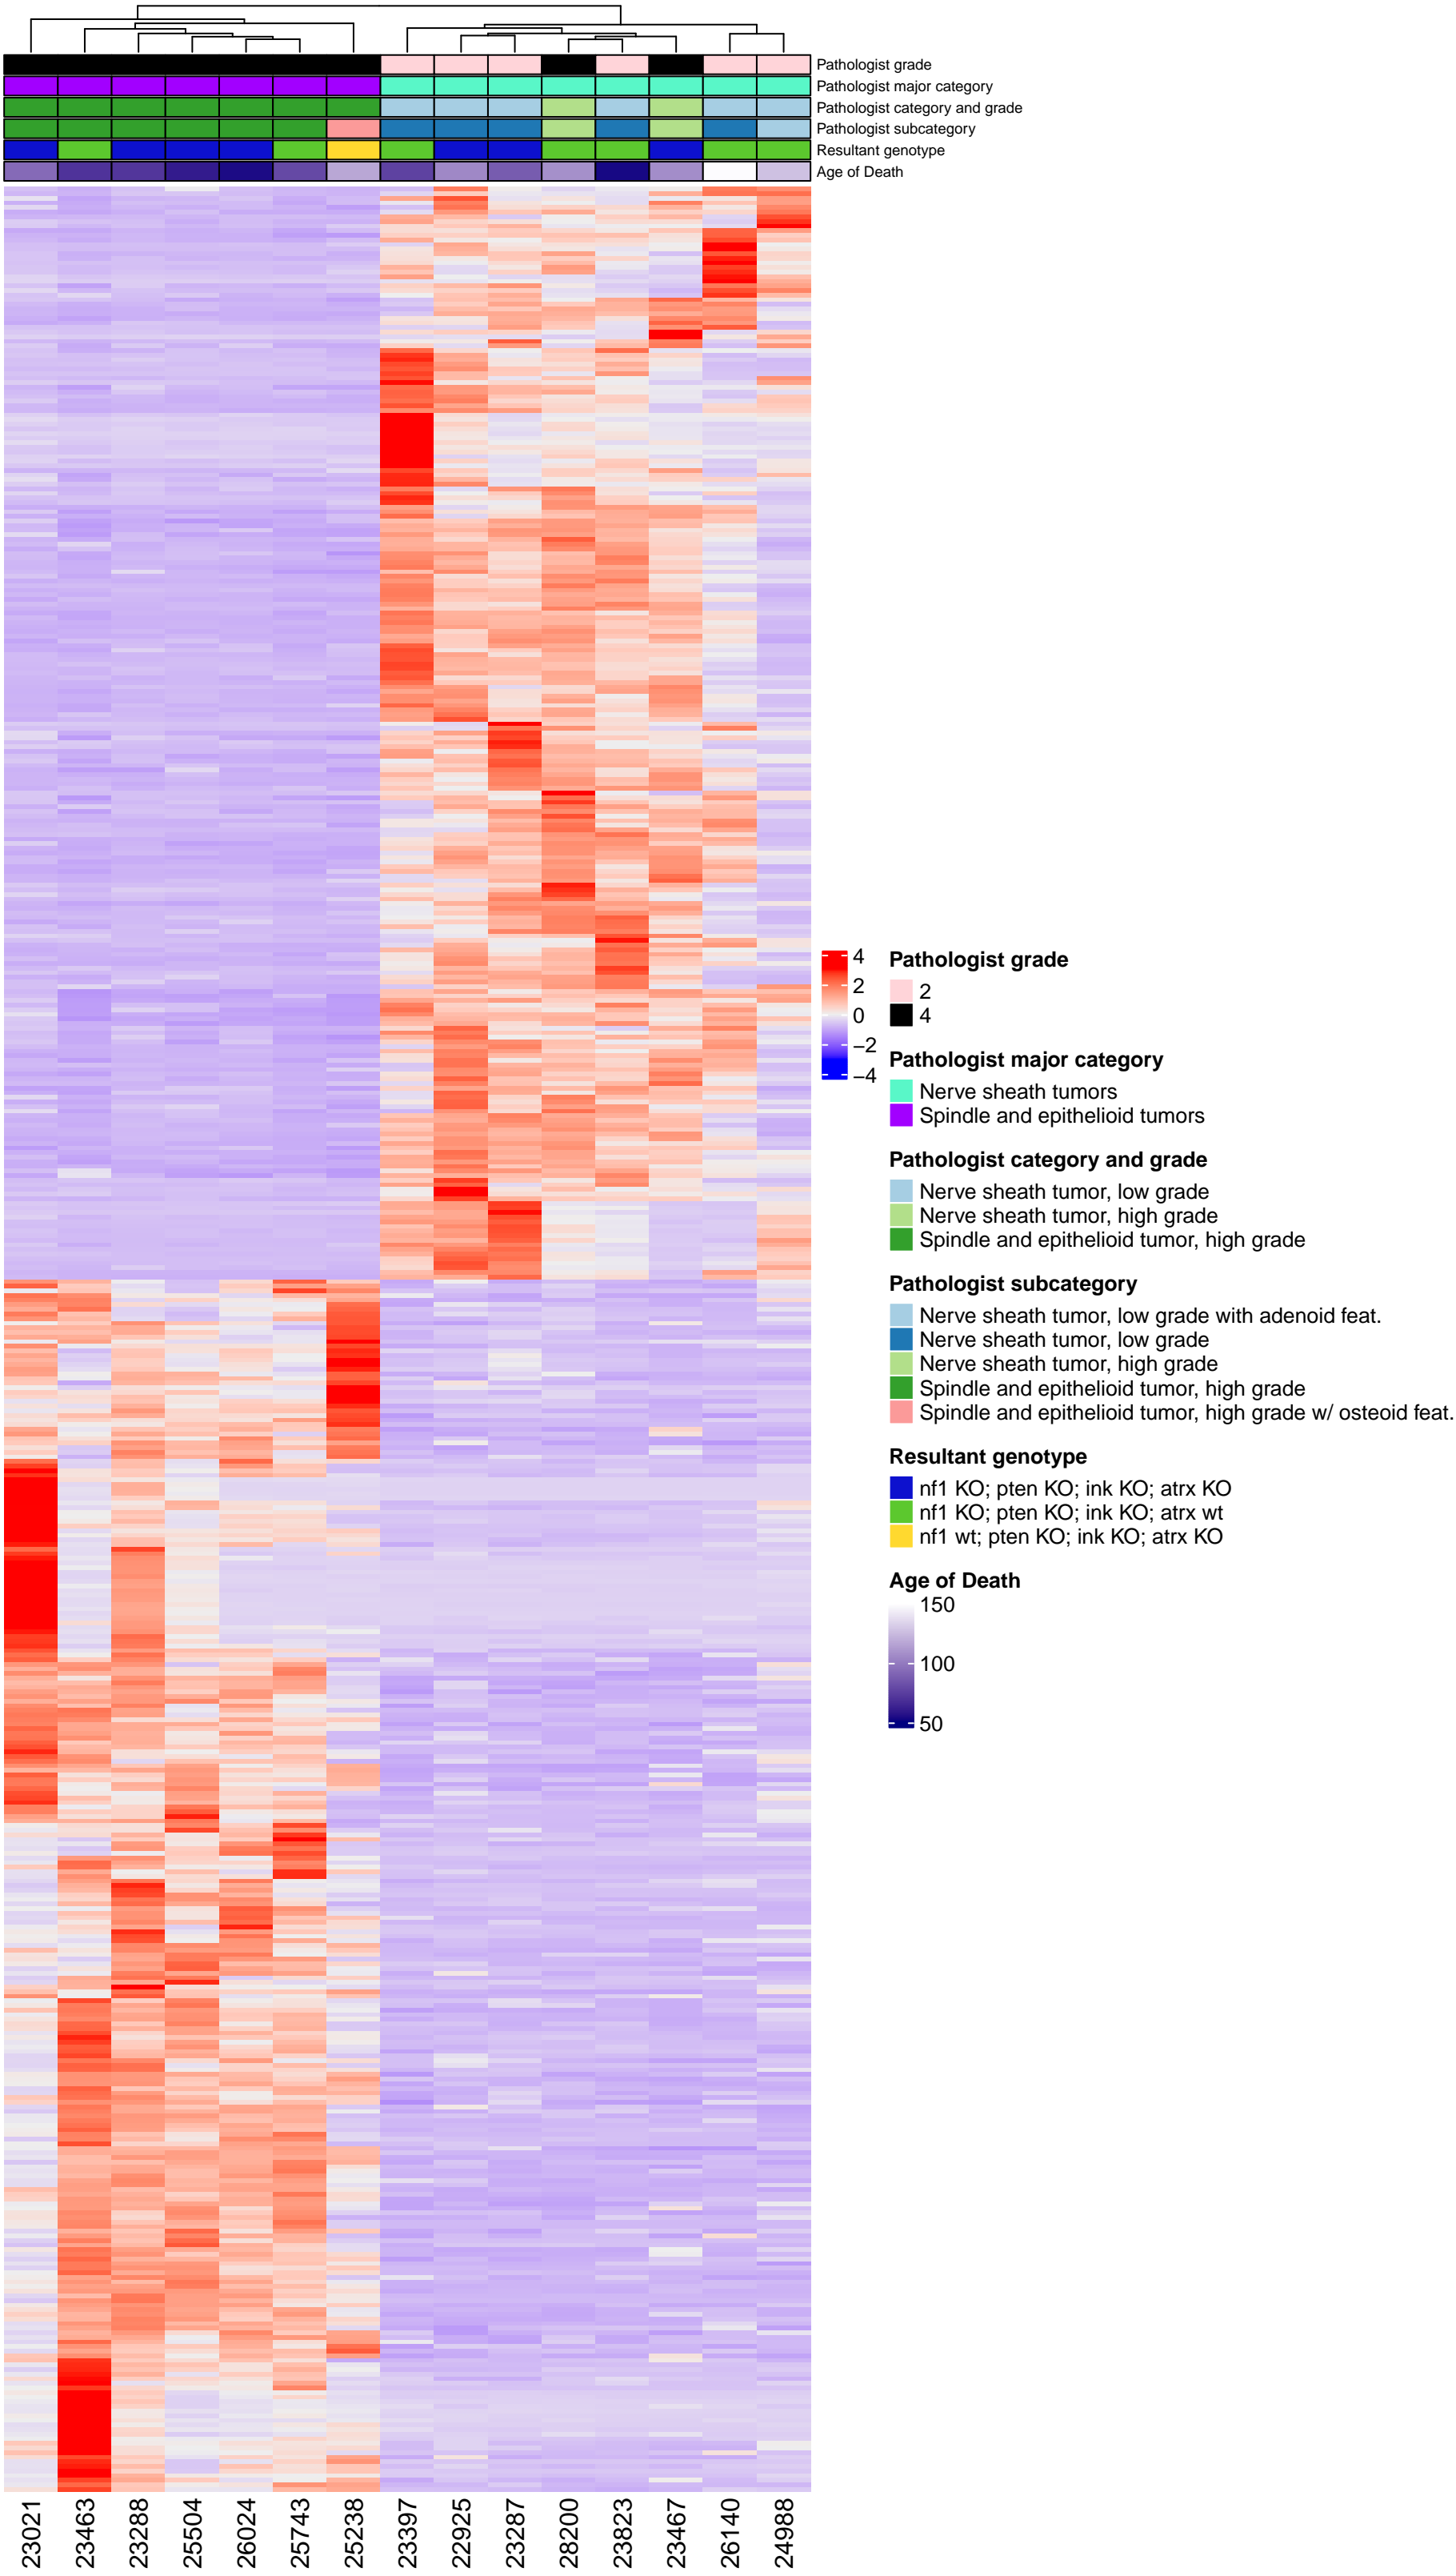 Pathologist grade
Pathologist major category
Pathologist category and grade
Pathologist subcategory
Resultant genotype
Age of Death
4
2
0
−2
−4
Pathologist grade
2
4
Pathologist major category
Nerve sheath tumors
Spindle and epithelioid tumors
Pathologist category and grade
Nerve sheath tumor, low grade
Nerve sheath tumor, high grade
Spindle and epithelioid tumor, high grade
Pathologist subcategory
Nerve sheath tumor, low grade with adenoid feat.
Nerve sheath tumor, low grade
Nerve sheath tumor, high grade
Spindle and epithelioid tumor, high grade
Spindle and epithelioid tumor, high grade w/ osteoid feat.
Resultant genotype
nf1 KO; pten KO; ink KO; atrx KO
nf1 KO; pten KO; ink KO; atrx wt
nf1 wt; pten KO; ink KO; atrx KO
Age of Death
150
100
50
23021
23463
23288
25504
26024
25743
25238
23397
22925
23287
28200
23823
23467
26140
24988